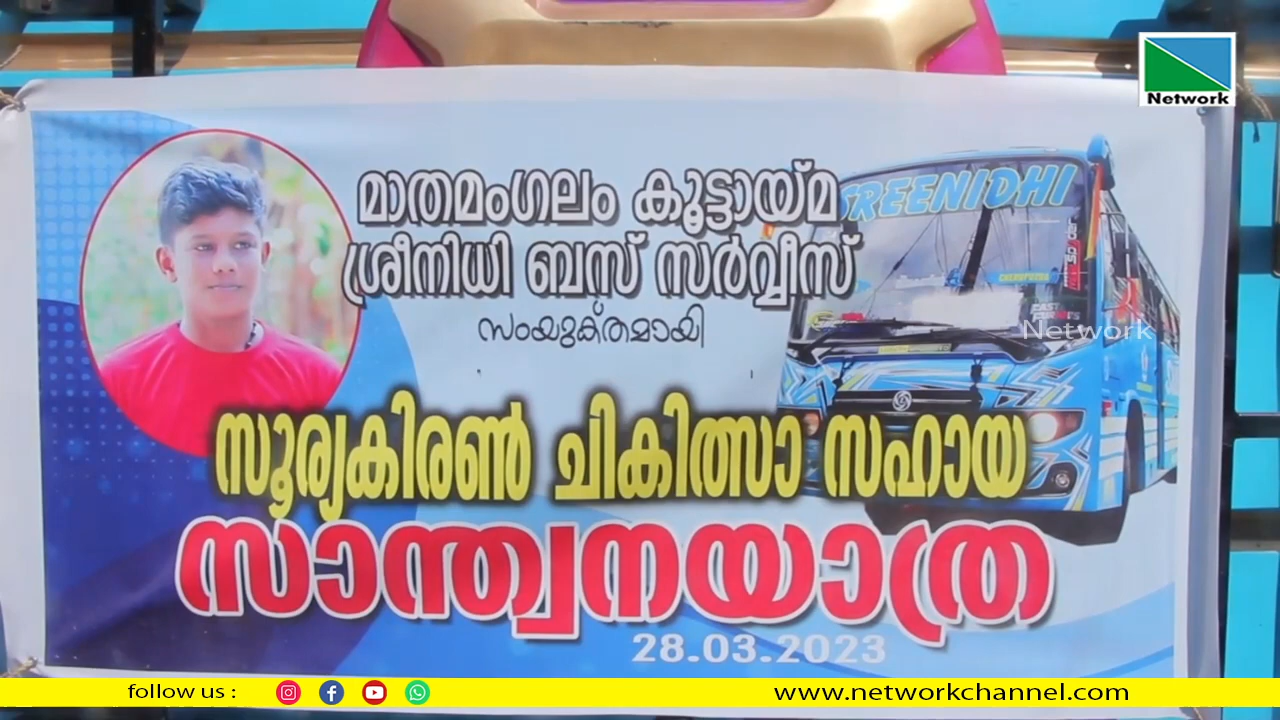 Network
മാതമംഗലം കൂട്ടായ്മ
ശ്രീനിധി ബസ് സർവ്വീസ്
സംയുക്തമായി
SREENIDHI
CHERUPUZHA
Network
സൂര്യകിരൺ ചികിത്സാ സഹായ
സാന്ത്വനയാത്ര
28.03.2023
follow us :
www.networkchannel.com